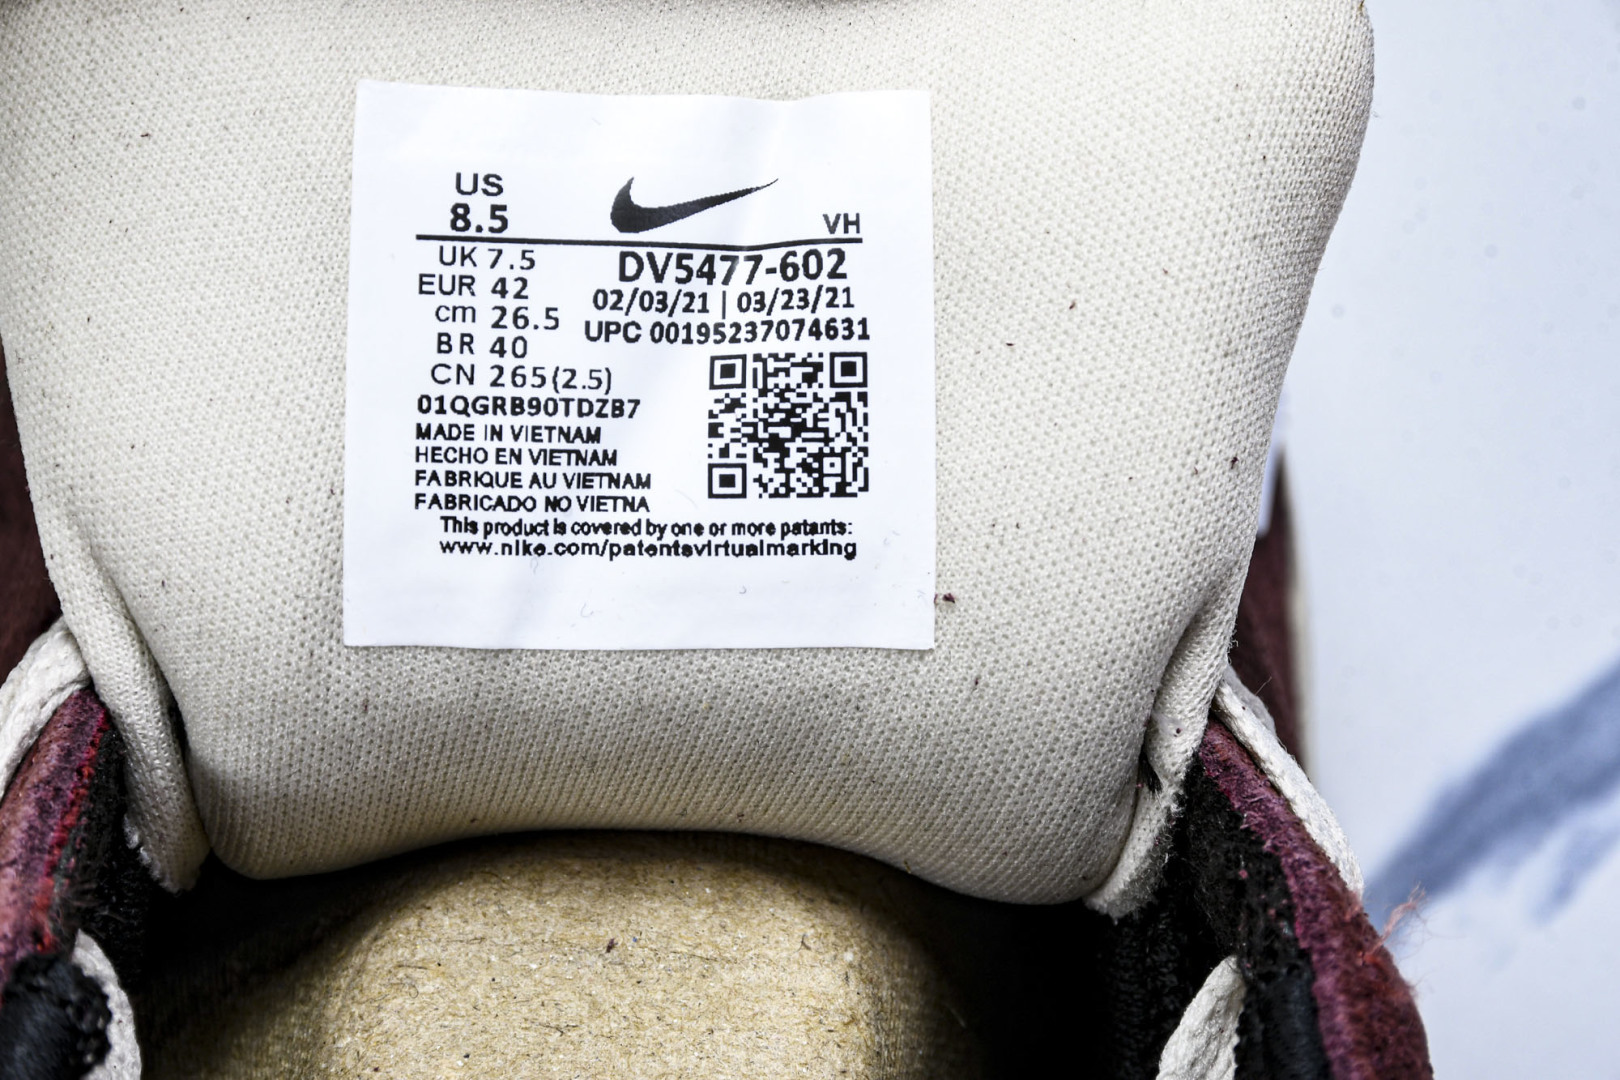 US
8.5
VH
UK 7.5
DV5477-602
EUR 42
02/03/21 | 03/23/21
cm 26.5
UPC 00195237074631
BR 40
CN 265(2.5)
01QGRB90TDZB7
MADE IN VIETNAM
HECHO EN VIETNAM
FABRIQUE AU VIETNAM
FABRICADO NO VIETNA
This product is covered by one or more patants:
www.nike.com/patentsvirtualmarking